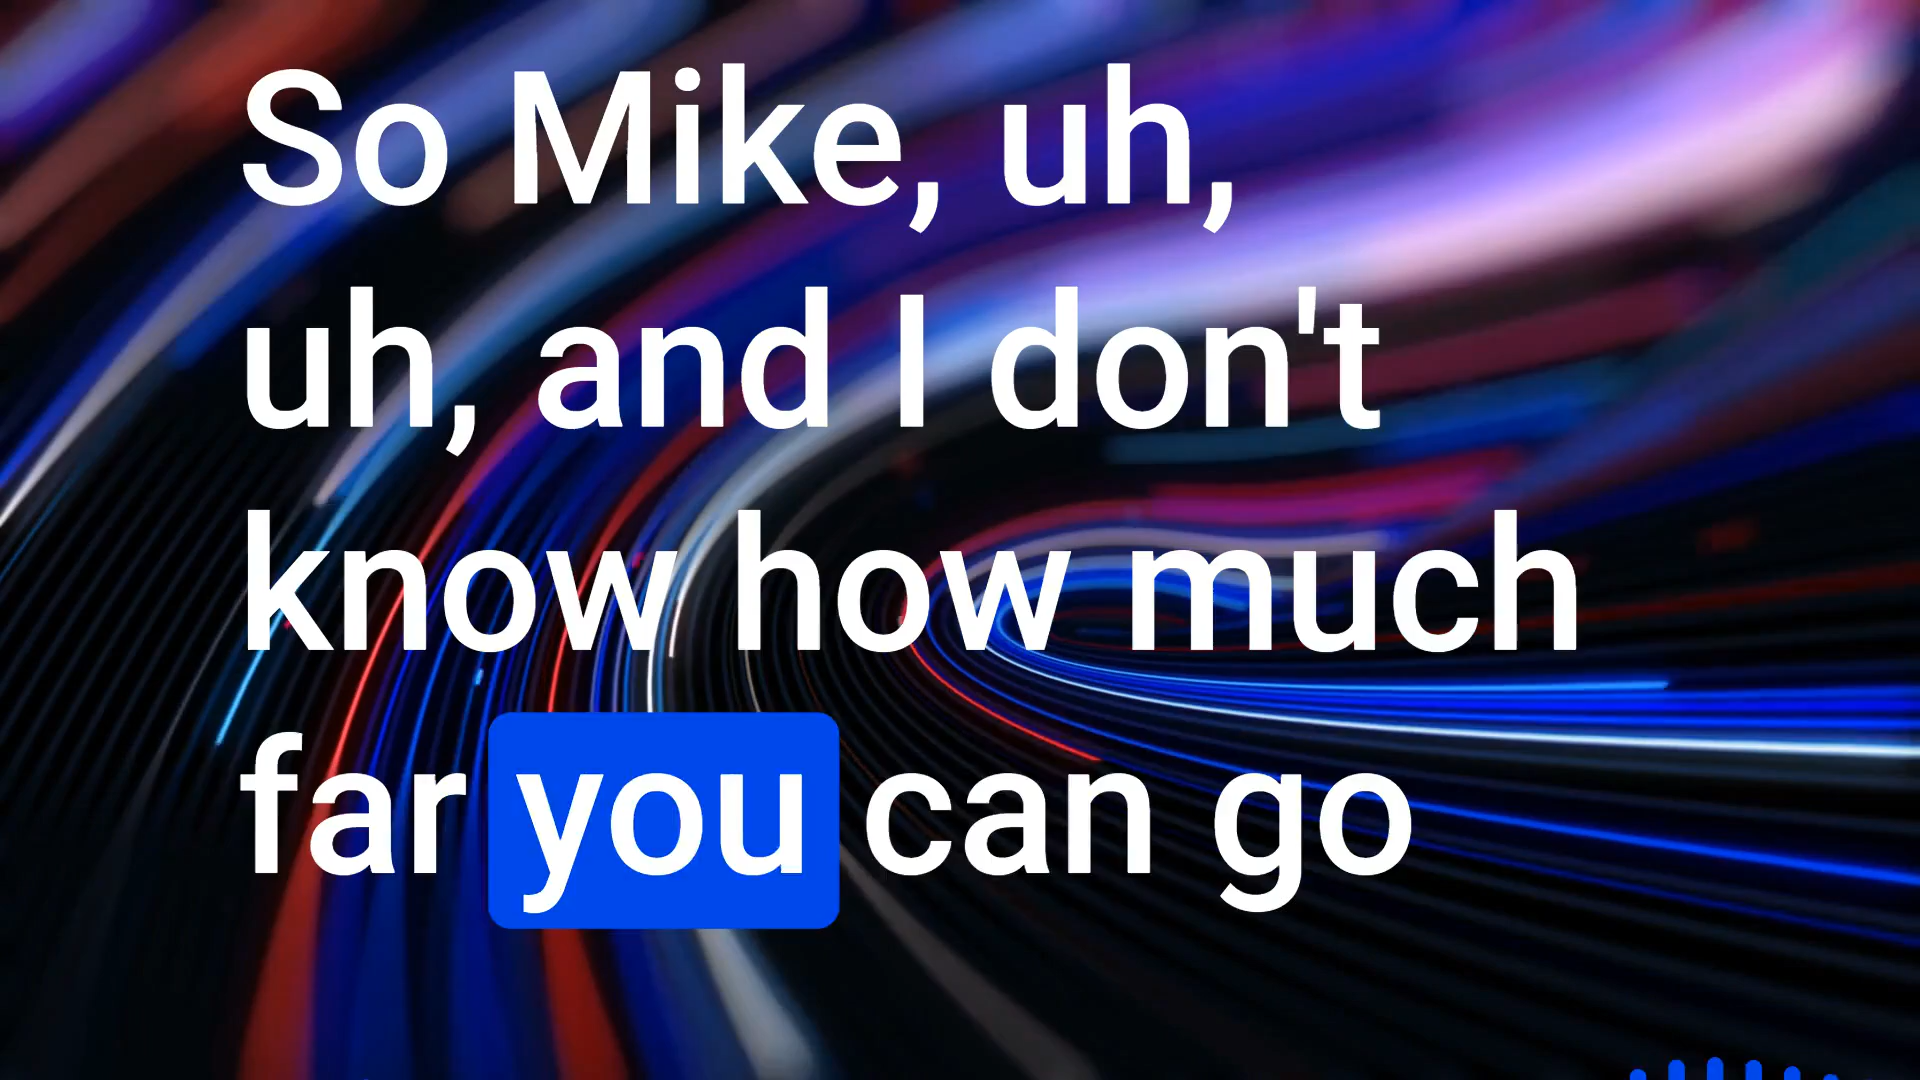 So Mike, uh,
uh, and I don't
know how much
far you can go